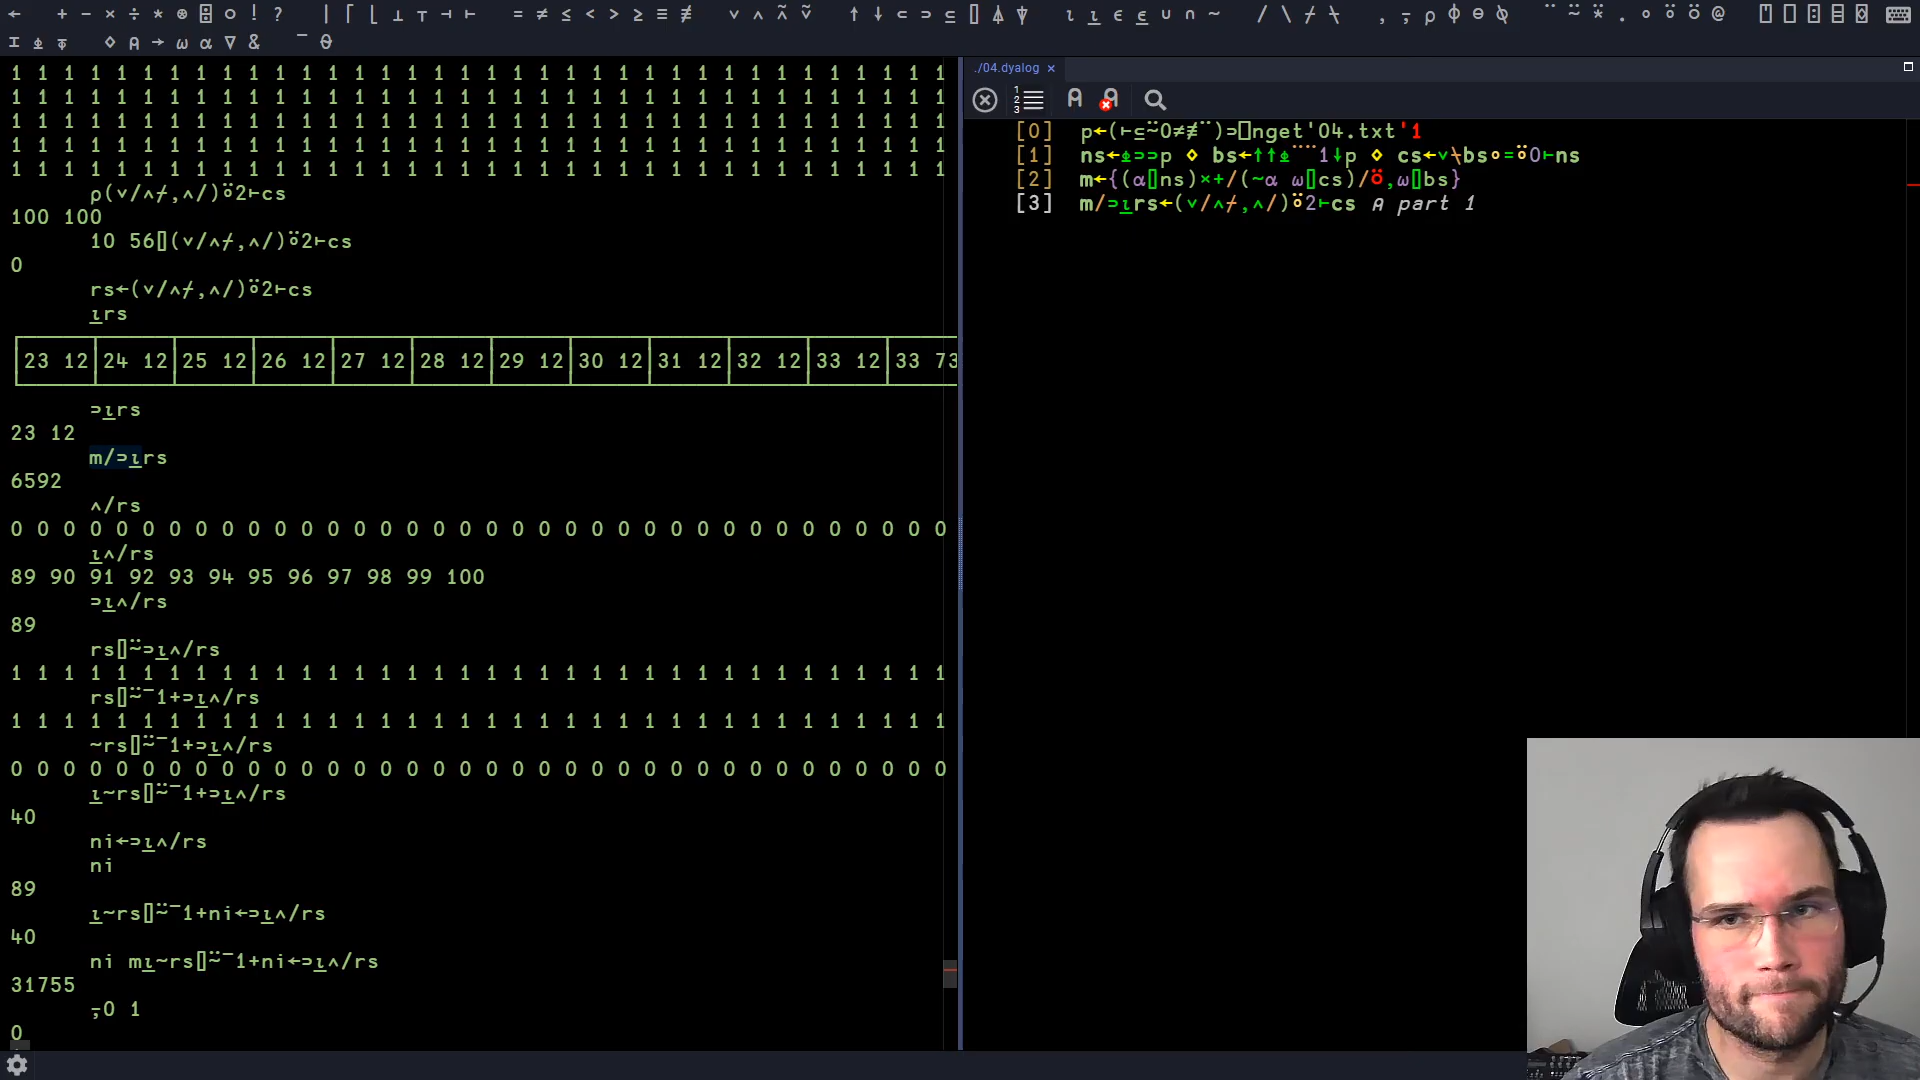 ← + - × ÷ * ⍟ ⌹ ○ ! ? | ⌈ ⌊ ⊥ ⊤ ⊣ ⊢ = ≠ ≤ < > ≥ ≡ ≢ ∨ ∧ ⍲ ⍱ ↑ ↓ ⊂ ⊃ ⊆ ⌷ ⍋ ⍒ ⍳ ⍸ ∊ ⍷ ∪ ∩ ~ / \ ⌿ ⍀ , ⍪ ⍴ ⌽ ⊖ ⍉ ¨ ⍨ ⍣ . ∘ ⍤ ⍥ @ ⍞ ⎕ ⍠ ⌸ ⌺
⌶ ⍎ ⍕ ⋄ ⍝ → ⍵ ⍺ ∇ & ¯ ⍬
1 1 1 1 1 1 1 1 1 1 1 1 1 1 1 1 1 1 1 1 1 1 1 1 1 1 1 1 1 1 1 1 1 1 1 1
1 1 1 1 1 1 1 1 1 1 1 1 1 1 1 1 1 1 1 1 1 1 1 1 1 1 1 1 1 1 1 1 1 1 1 1
1 1 1 1 1 1 1 1 1 1 1 1 1 1 1 1 1 1 1 1 1 1 1 1 1 1 1 1 1 1 1 1 1 1 1 1
1 1 1 1 1 1 1 1 1 1 1 1 1 1 1 1 1 1 1 1 1 1 1 1 1 1 1 1 1 1 1 1 1 1 1 1
1 1 1 1 1 1 1 1 1 1 1 1 1 1 1 1 1 1 1 1 1 1 1 1 1 1 1 1 1 1 1 1 1 1 1 1
⍴(∨/∧⌿,∧/)⍤2⊢cs
100 100
10 56⌷(∨/∧⌿,∧/)⍤2⊢cs
0
rs←(∨/∧⌿,∧/)⍤2⊢cs
⍸rs
23 12 24 12 25 12 26 12 27 12 28 12 29 12 30 12 31 12 32 12 33 12 33 73
⊃⍸rs
23 12
m/⊃⍸rs
6592
∧/rs
0 0 0 0 0 0 0 0 0 0 0 0 0 0 0 0 0 0 0 0 0 0 0 0 0 0 0 0 0 0 0 0 0 0 0 0
⍸∧/rs
89 90 91 92 93 94 95 96 97 98 99 100
⊃⍸∧/rs
89
rs⌷⍨⊃⍸∧/rs
1 1 1 1 1 1 1 1 1 1 1 1 1 1 1 1 1 1 1 1 1 1 1 1 1 1 1 1 1 1 1 1 1 1 1 1
rs⌷⍨¯1+⊃⍸∧/rs
1 1 1 1 1 1 1 1 1 1 1 1 1 1 1 1 1 1 1 1 1 1 1 1 1 1 1 1 1 1 1 1 1 1 1 1
~rs⌷⍨¯1+⊃⍸∧/rs
0 0 0 0 0 0 0 0 0 0 0 0 0 0 0 0 0 0 0 0 0 0 0 0 0 0 0 0 0 0 0 0 0 0 0 0
⍸~rs⌷⍨¯1+⊃⍸∧/rs
40
ni←⊃⍸∧/rs
ni
89
⍸~rs⌷⍨¯1+ni←⊃⍸∧/rs
40
ni m⍸~rs⌷⍨¯1+ni←⊃⍸∧/rs
31755
⍪0 1
0
./04.dyalog ×
[0] p←(⊢⊆⍨0≠≢¨)⊃⎕nget'04.txt'1
[1] ns←⍎⊃⊃p ⋄ bs←↑↑⍎¨¨1↓p ⋄ cs←∨⍀bs∘=⍤0⊢ns
[2] m←{(⍺⌷ns)×+/(~⍺ ⍵⌷cs)/⍥,⍵⌷bs}
[3] m/⊃⍸rs←(∨/∧⌿,∧/)⍤2⊢cs ⍝ part 1